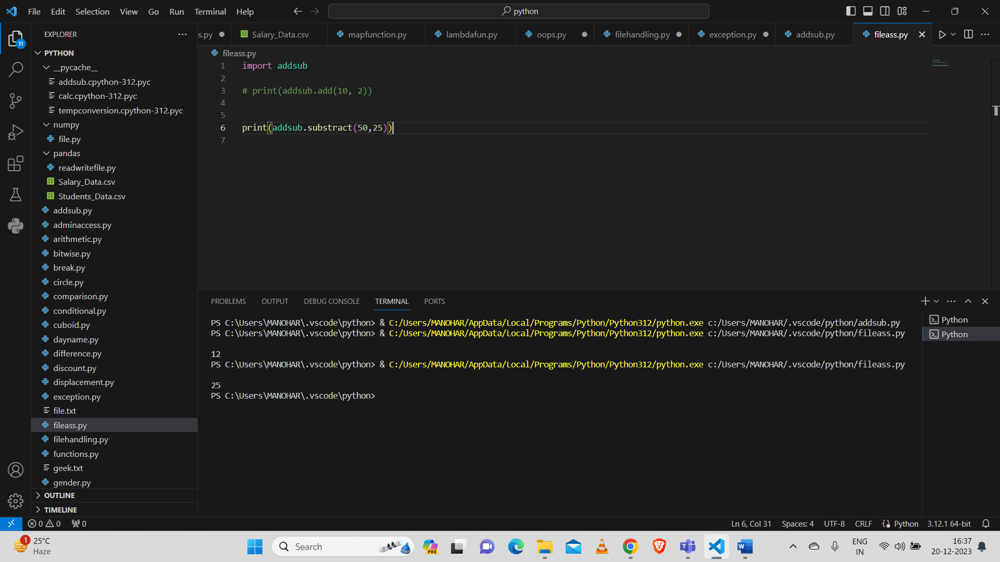 File Edit Selection View Go Run Terminal Help
python
EXPLORER
s.py Salary_Data.csv mapfunction.py lambdafun.py oops.py filehandling.py exception.py addsub.py fileass.py
PYTHON
__pycache__
addsub.cpython-312.pyc
calc.cpython-312.pyc
tempconversion.cpython-312.pyc
numpy
file.py
pandas
readwritefile.py
Salary_Data.csv
Students_Data.csv
addsub.py
adminaccess.py
arithmetic.py
bitwise.py
break.py
circle.py
comparison.py
conditional.py
cuboid.py
dayname.py
difference.py
discount.py
displacement.py
exception.py
file.txt
fileass.py
filehandling.py
functions.py
geek.txt
gender.py
OUTLINE
TIMELINE
11
fileass.py
1 import addsub
2
3 # print(addsub.add(10, 2))
4
5
6 print(addsub.substract(50,25))
7
PROBLEMS OUTPUT DEBUG CONSOLE TERMINAL PORTS
PS C:\Users\MANOHAR\.vscode\python> & C:/Users/MANOHAR/AppData/Local/Programs/Python/Python312/python.exe c:/Users/MANOHAR/.vscode/python/addsub.py
PS C:\Users\MANOHAR\.vscode\python> & C:/Users/MANOHAR/AppData/Local/Programs/Python/Python312/python.exe c:/Users/MANOHAR/.vscode/python/fileass.py
12
PS C:\Users\MANOHAR\.vscode\python> & C:/Users/MANOHAR/AppData/Local/Programs/Python/Python312/python.exe c:/Users/MANOHAR/.vscode/python/fileass.py
25
PS C:\Users\MANOHAR\.vscode\python>
Python
Python
0 0 0
Ln 6, Col 31 Spaces: 4 UTF-8 CRLF Python 3.12.1 64-bit
1 25°C
Haze
Search
PRE
ENG
IN
16:37
20-12-2023